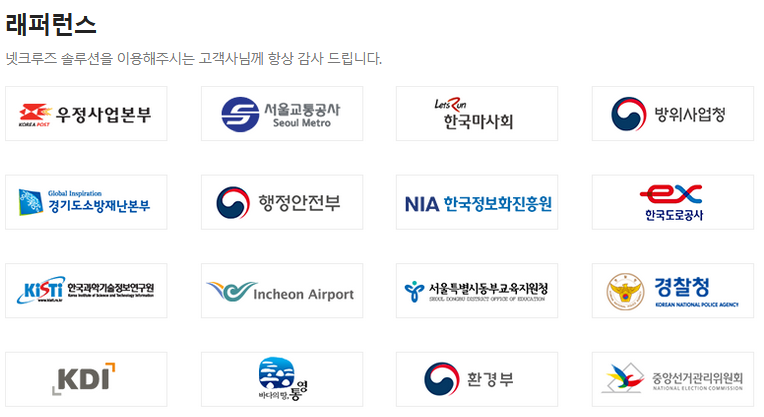 래퍼런스
넷크루즈 솔루션을 이용해주시는 고객사님께 항상 감사 드립니다.
KOREA POST 우정사업본부
서울교통공사
Seoul Metro
Let's Run
한국마사회
방위사업청
Global Inspiration
경기도소방재난본부
행정안전부
NIA 한국정보화진흥원
ex
한국도로공사
KiSTi 한국과학기술정보연구원
Korea Institute of Science and Technology Information
www.kisti.re.kr
Incheon Airport
서울특별시동부교육지원청
SEOUL DONGBU DISTRICT OFFICE OF EDUCATION
경찰청
KOREAN NATIONAL POLICE AGENCY
KDI
바다의 땅, 통영
환경부
중앙선거관리위원회
NATIONAL ELECTION COMMISSION